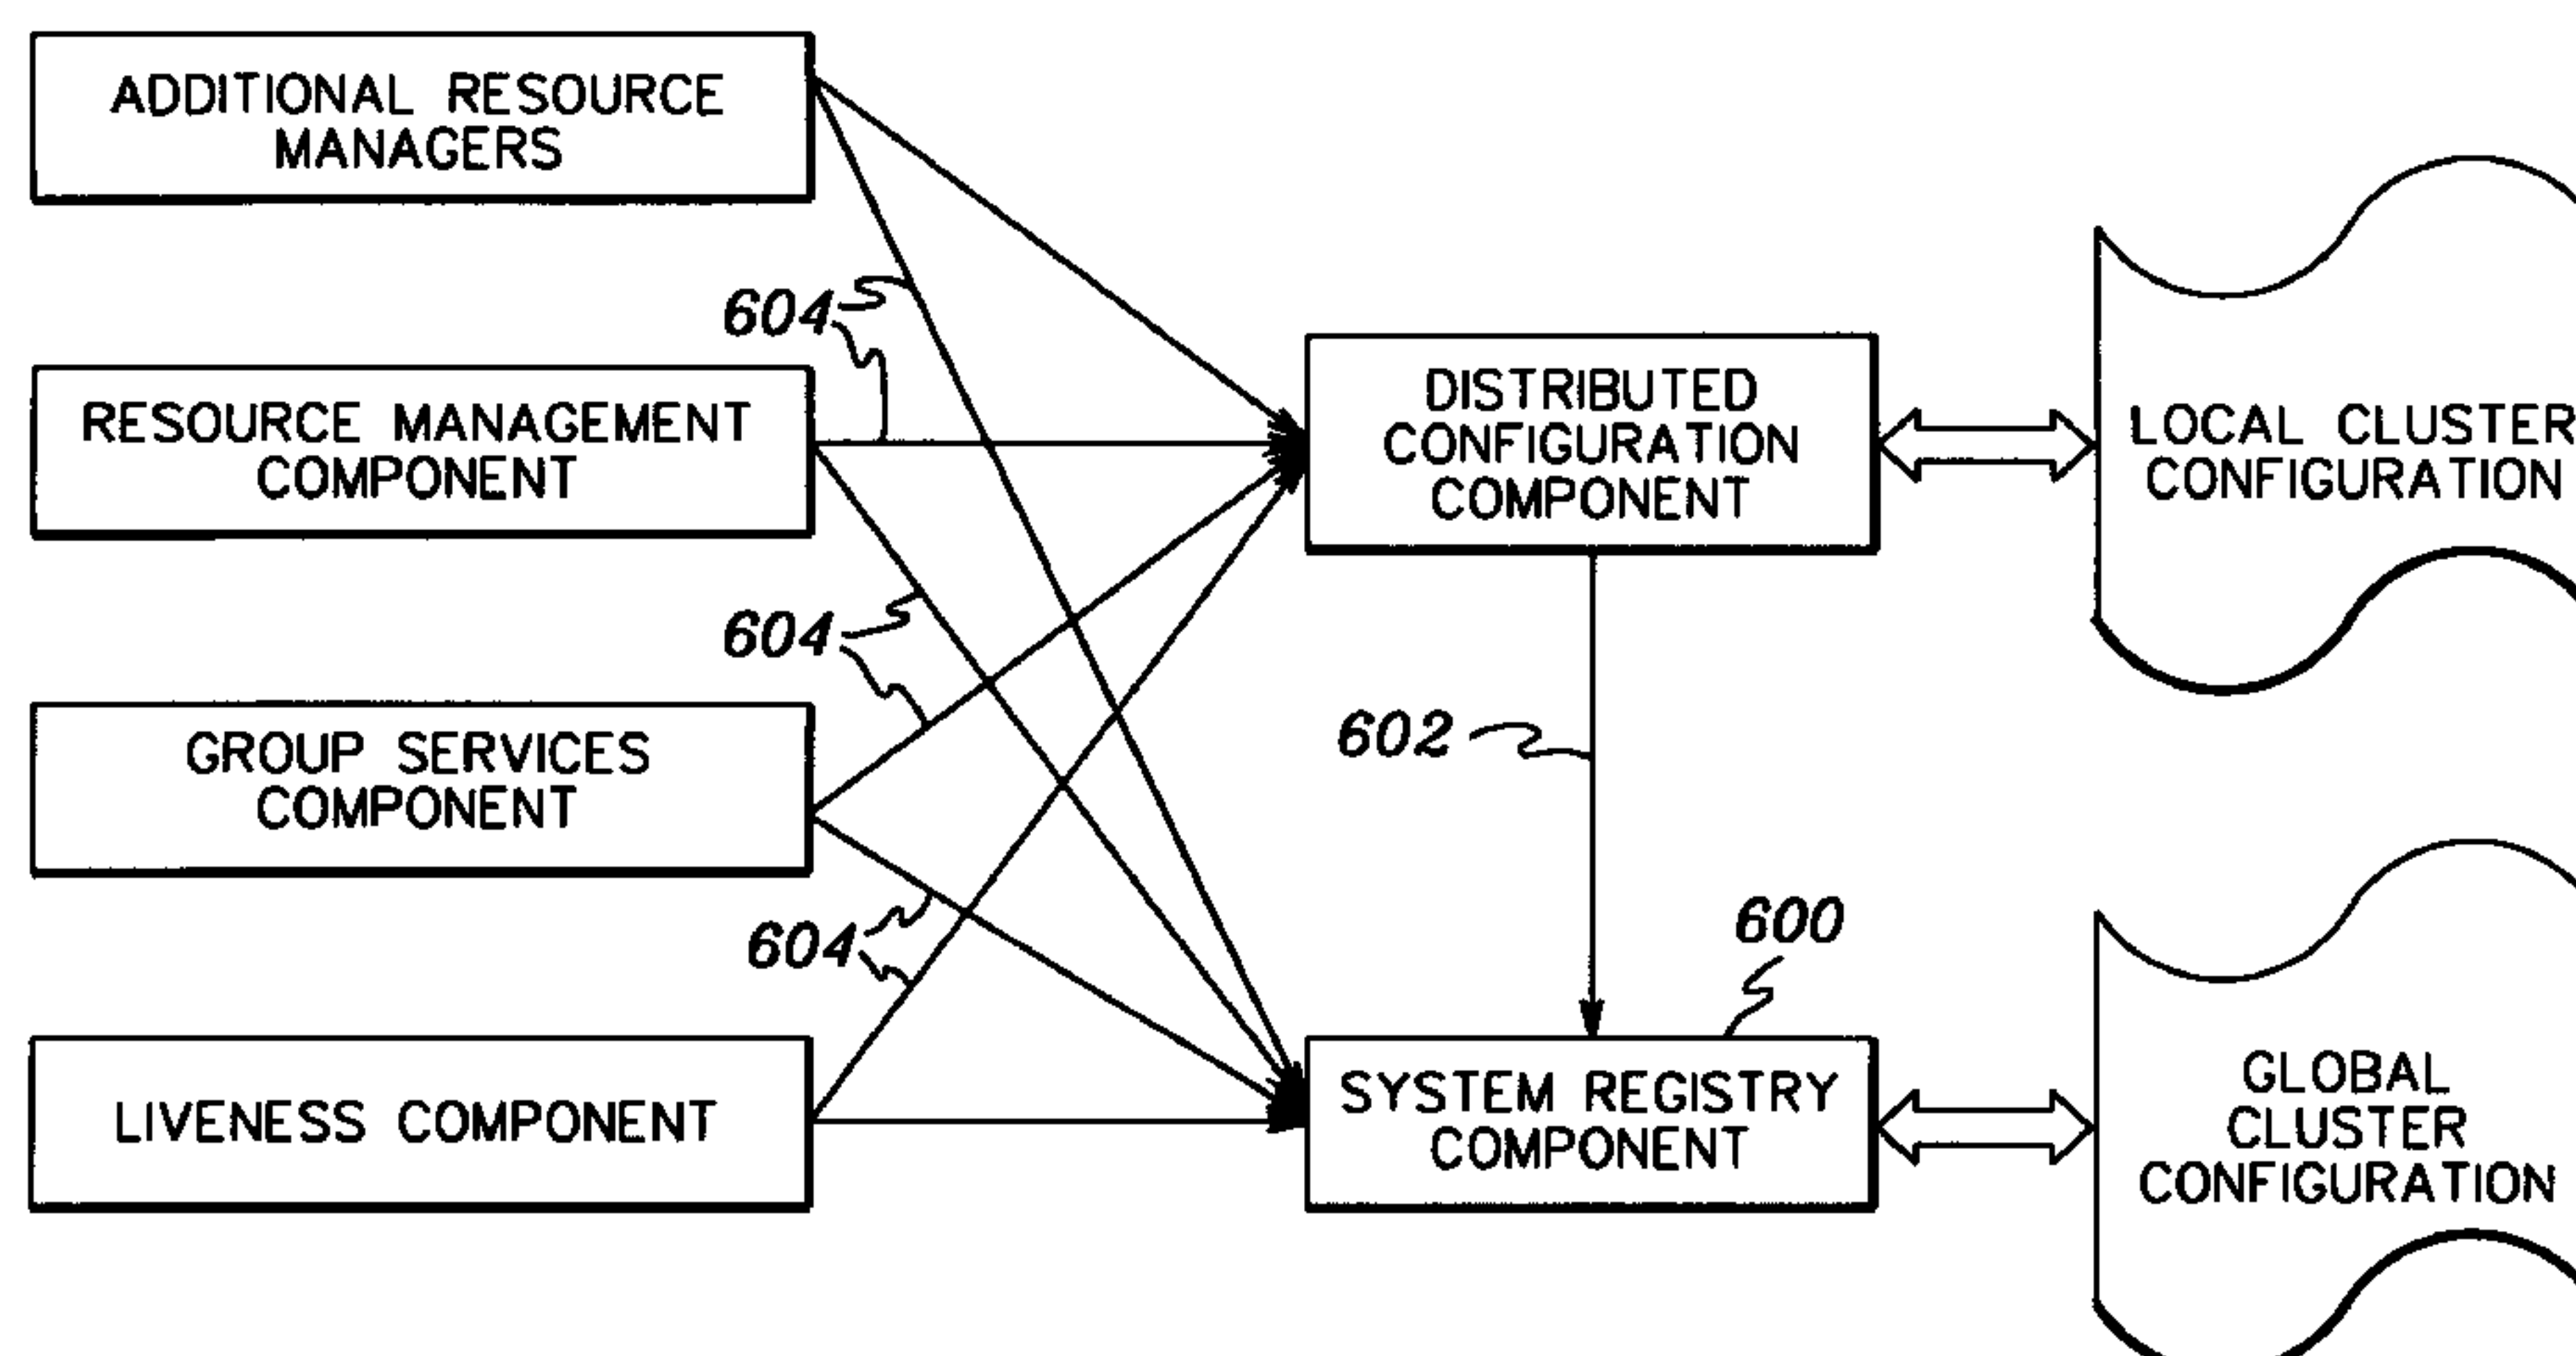 ADDITIONAL RESOURCE
MANAGERS
604
RESOURCE MANAGEMENT
COMPONENT
DISTRIBUTED
CONFIGURATION
COMPONENT
LOCAL CLUSTER
CONFIGURATION
604
GROUP SERVICES
COMPONENT
602
604
600
LIVENESS COMPONENT
SYSTEM REGISTRY
COMPONENT
GLOBAL
CLUSTER
CONFIGURATION